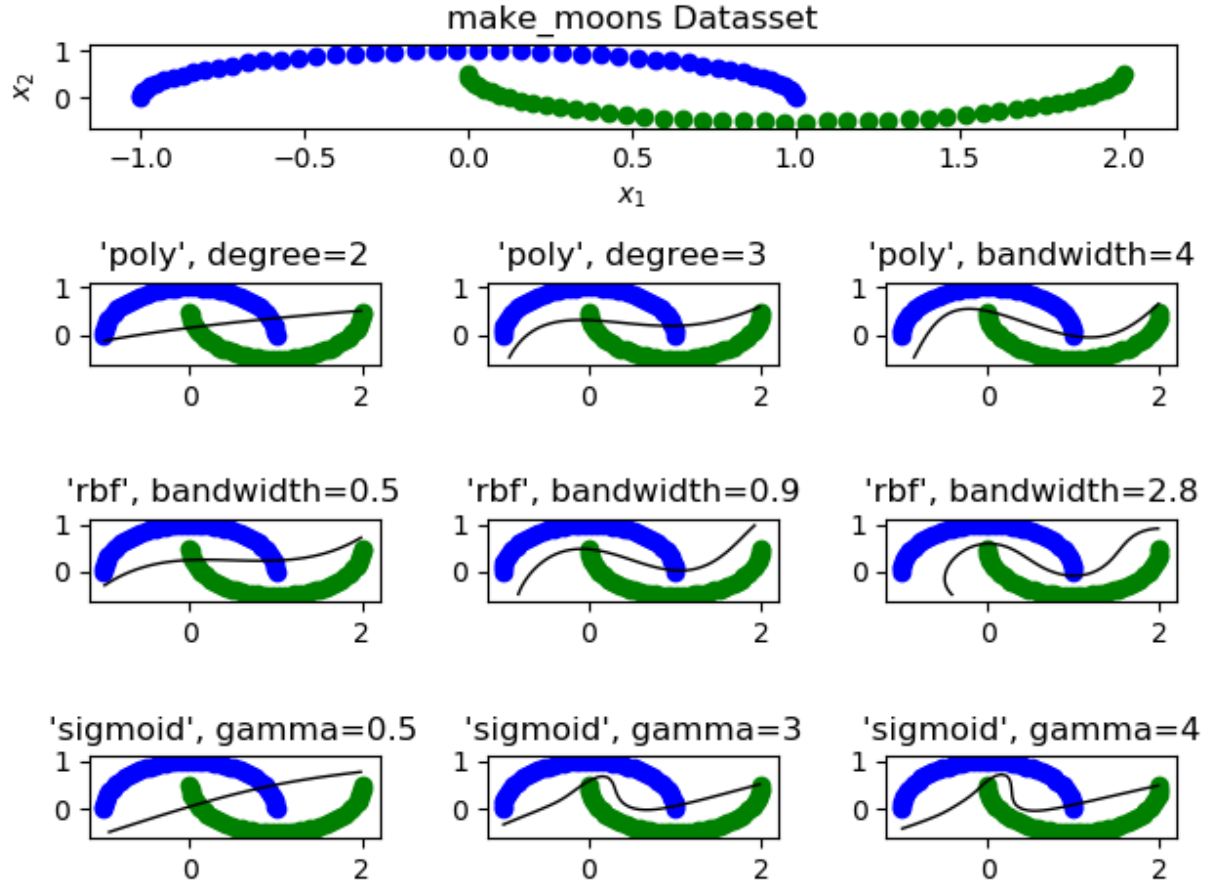 make_moons Datasset
1
0
x_2
−1.0 −0.5 0.0 0.5 1.0 1.5 2.0
x_1
'poly', degree=2 'poly', degree=3 'poly', bandwidth=4
1 1 1
0 0 0
0 2 0 2 0 2
'rbf', bandwidth=0.5 'rbf', bandwidth=0.9 'rbf', bandwidth=2.8
1 1 1
0 0 0
0 2 0 2 0 2
'sigmoid', gamma=0.5 'sigmoid', gamma=3 'sigmoid', gamma=4
1 1 1
0 0 0
0 2 0 2 0 2